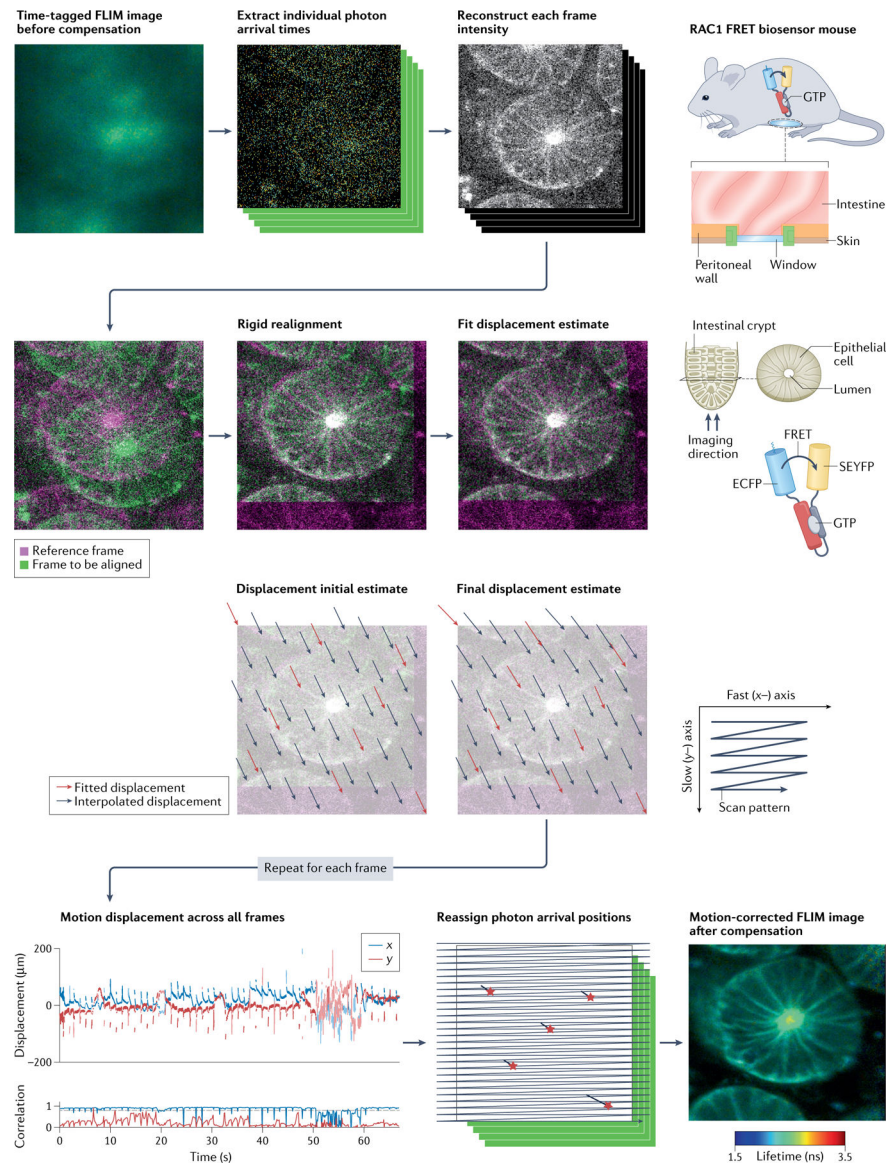 Time-tagged FLIM image
before compensation
Extract individual photon
arrival times
Reconstruct each frame
intensity
RAC1 FRET biosensor mouse
GTP
Intestine
Skin
Peritoneal
wall
Window
Rigid realignment
Fit displacement estimate
Reference frame
Frame to be aligned
Intestinal crypt
Epithelial
cell
Lumen
Imaging
direction
FRET
SEYFP
ECFP
GTP
Displacement initial estimate
Final displacement estimate
Fitted displacement
Interpolated displacement
Fast (x–) axis
Slow (y–) axis
Scan pattern
Repeat for each frame
Motion displacement across all frames
Displacement (μm)
200
0
–200
x
y
Correlation
1
0
0 10 20 30 40 50 60
Time (s)
Reassign photon arrival positions
Motion-corrected FLIM image
after compensation
1.5 Lifetime (ns) 3.5